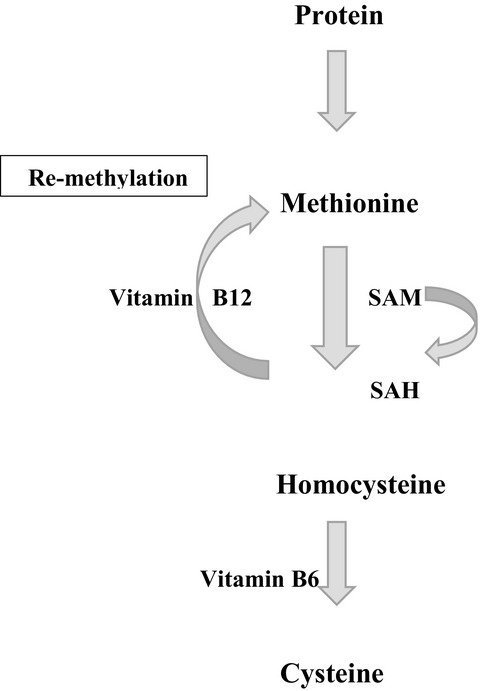 Protein
Re-methylation
Methionine
Vitamin B12
SAM
SAH
Homocysteine
Vitamin B6
Cysteine